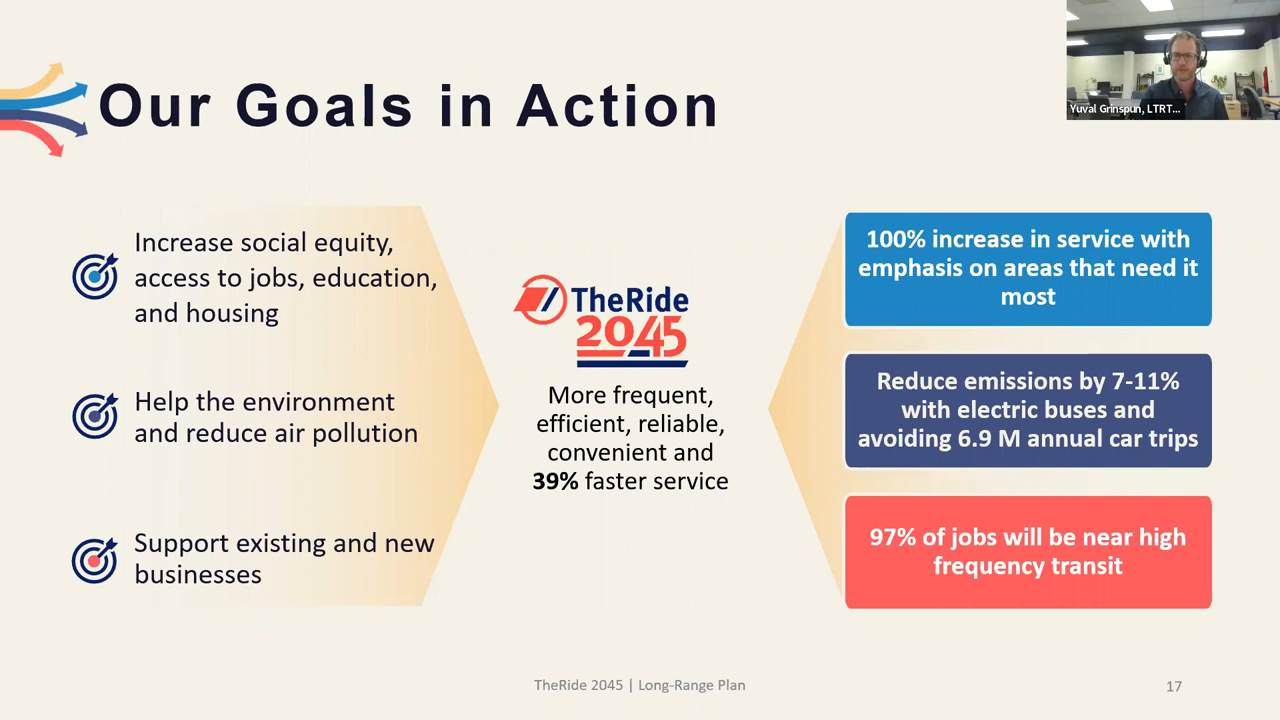 Our Goals in Action
Yuval Grinspun, LTRT...
Increase social equity,
access to jobs, education,
and housing
Help the environment
and reduce air pollution
Support existing and new
businesses
TheRide
2045
More frequent,
efficient, reliable,
convenient and
39% faster service
100% increase in service with
emphasis on areas that need it
most
Reduce emissions by 7-11%
with electric buses and
avoiding 6.9 M annual car trips
97% of jobs will be near high
frequency transit
TheRide 2045 | Long-Range Plan
17